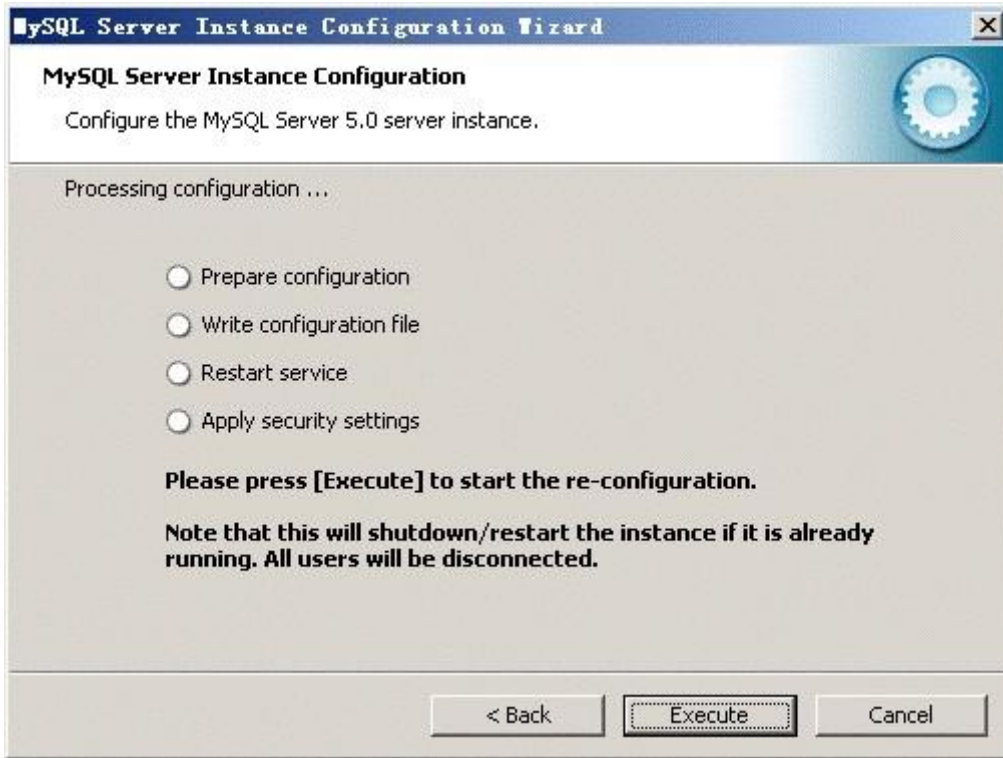 MySQL Server Instance Configuration Wizard
MySQL Server Instance Configuration
Configure the MySQL Server 5.0 server instance.
Processing configuration ...
Prepare configuration
Write configuration file
Restart service
Apply security settings
Please press [Execute] to start the re-configuration.
Note that this will shutdown/restart the instance if it is already
running. All users will be disconnected.
< Back
Execute
Cancel